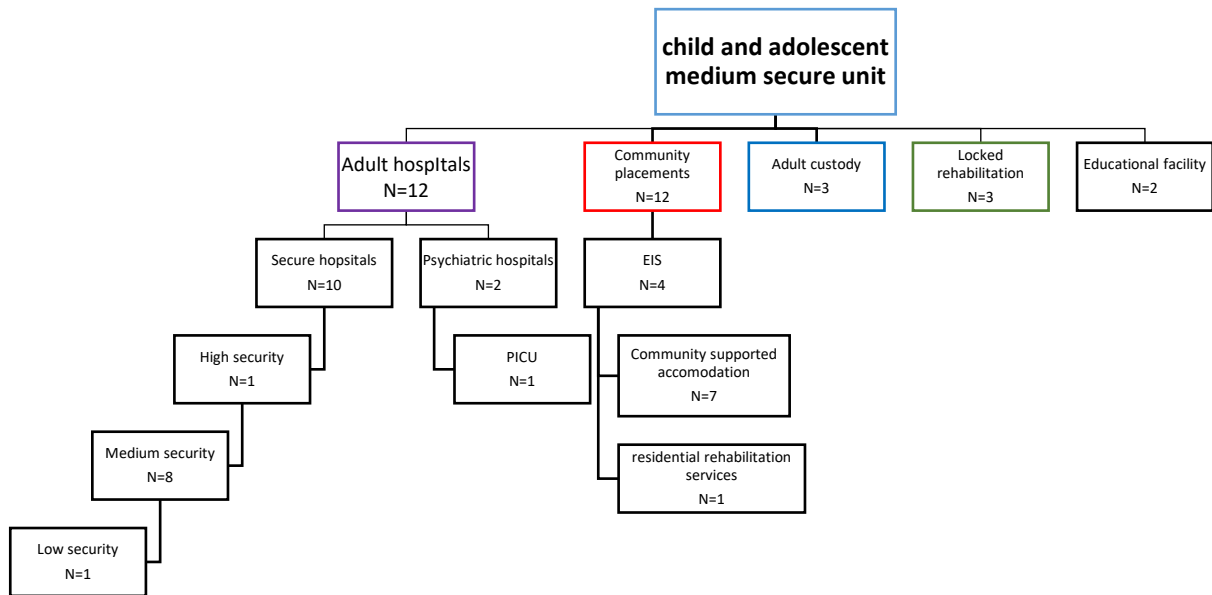 child and adolescent
medium secure unit
Adult hospItals
N=12
Community
placements
N=12
Adult custody
N=3
Locked
rehabilitation
N=3
Educational facility
N=2
Secure hopsitals
N=10
Psychiatric hospitals
N=2
EIS
N=4
High security
N=1
PICU
N=1
Community supported
accomodation
N=7
Medium security
N=8
residential rehabilitation
services
N=1
Low security
N=1